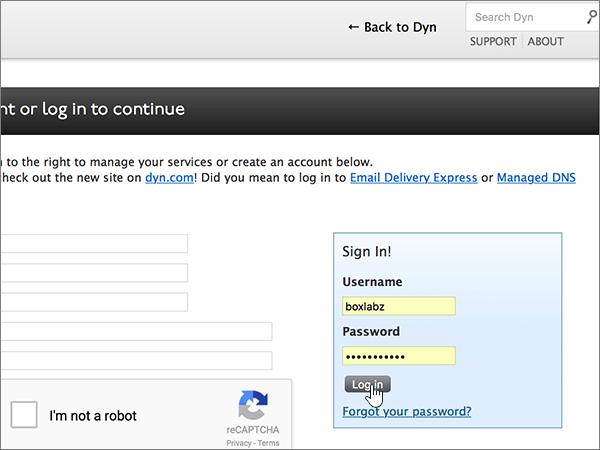 ← Back to Dyn
Search Dyn
SUPPORT ABOUT
nt or log in to continue
to the right to manage your services or create an account below.
check out the new site on dyn.com! Did you mean to log in to Email Delivery Express or Managed DNS
Sign In!
Username
boxlabz
Password
•••••••••••
Log in
Forgot your password?
I'm not a robot
reCAPTCHA
Privacy - Terms